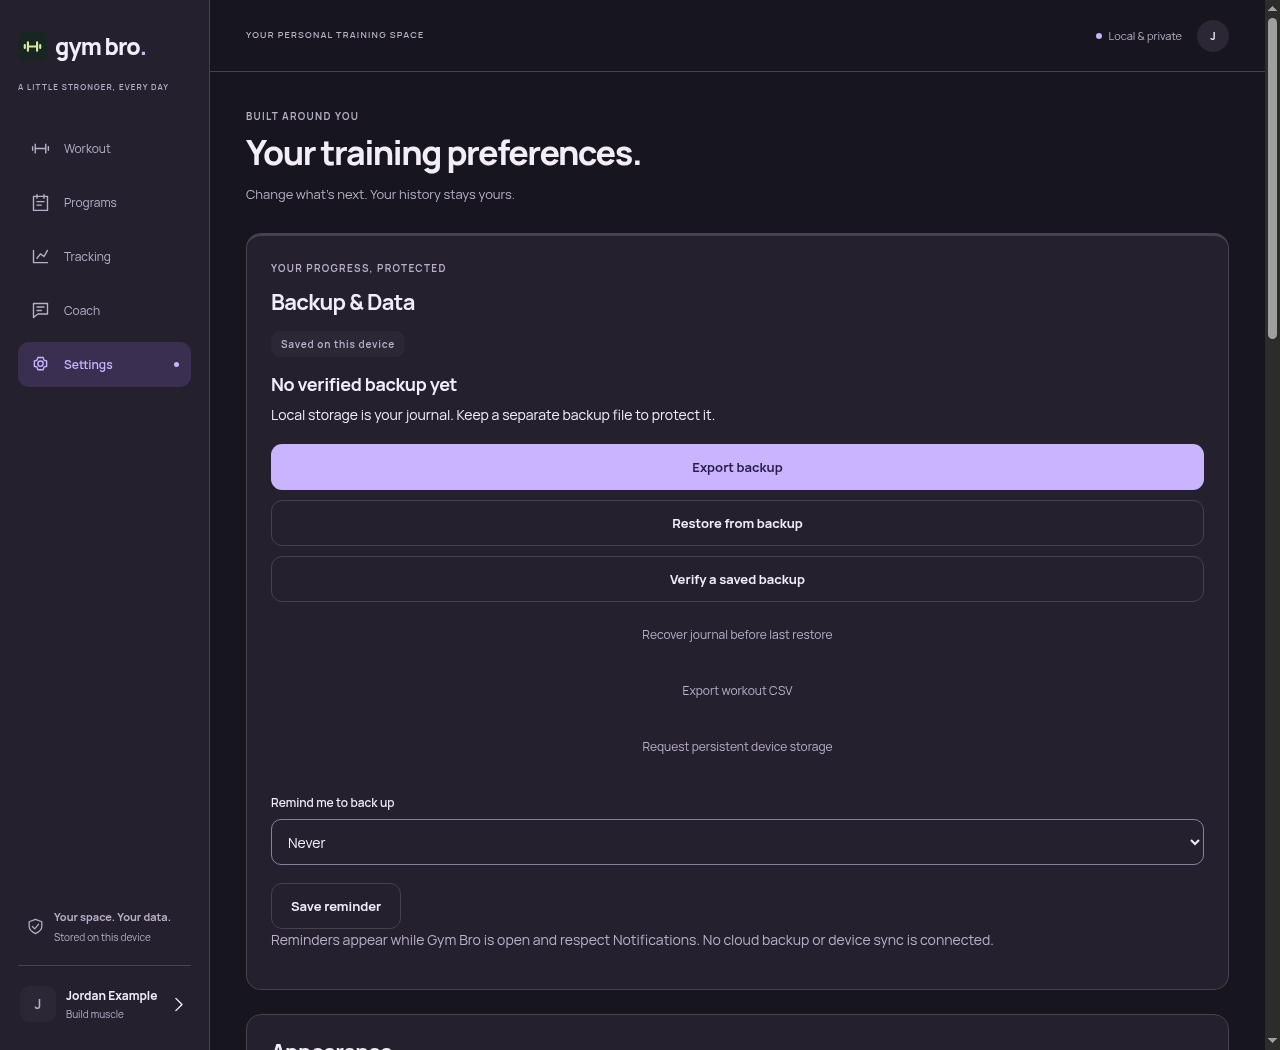 gym bro.
A LITTLE STRONGER, EVERY DAY
Workout
Programs
Tracking
Coach
Settings
Your space. Your data.
Stored on this device
J
Jordan Example
Build muscle
YOUR PERSONAL TRAINING SPACE
Local & private
J
BUILT AROUND YOU
Your training preferences.
Change what's next. Your history stays yours.
YOUR PROGRESS, PROTECTED
Backup & Data
Saved on this device
No verified backup yet
Local storage is your journal. Keep a separate backup file to protect it.
Export backup
Restore from backup
Verify a saved backup
Recover journal before last restore
Export workout CSV
Request persistent device storage
Remind me to back up
Never
Save reminder
Reminders appear while Gym Bro is open and respect Notifications. No cloud backup or device sync is connected.
Appearance